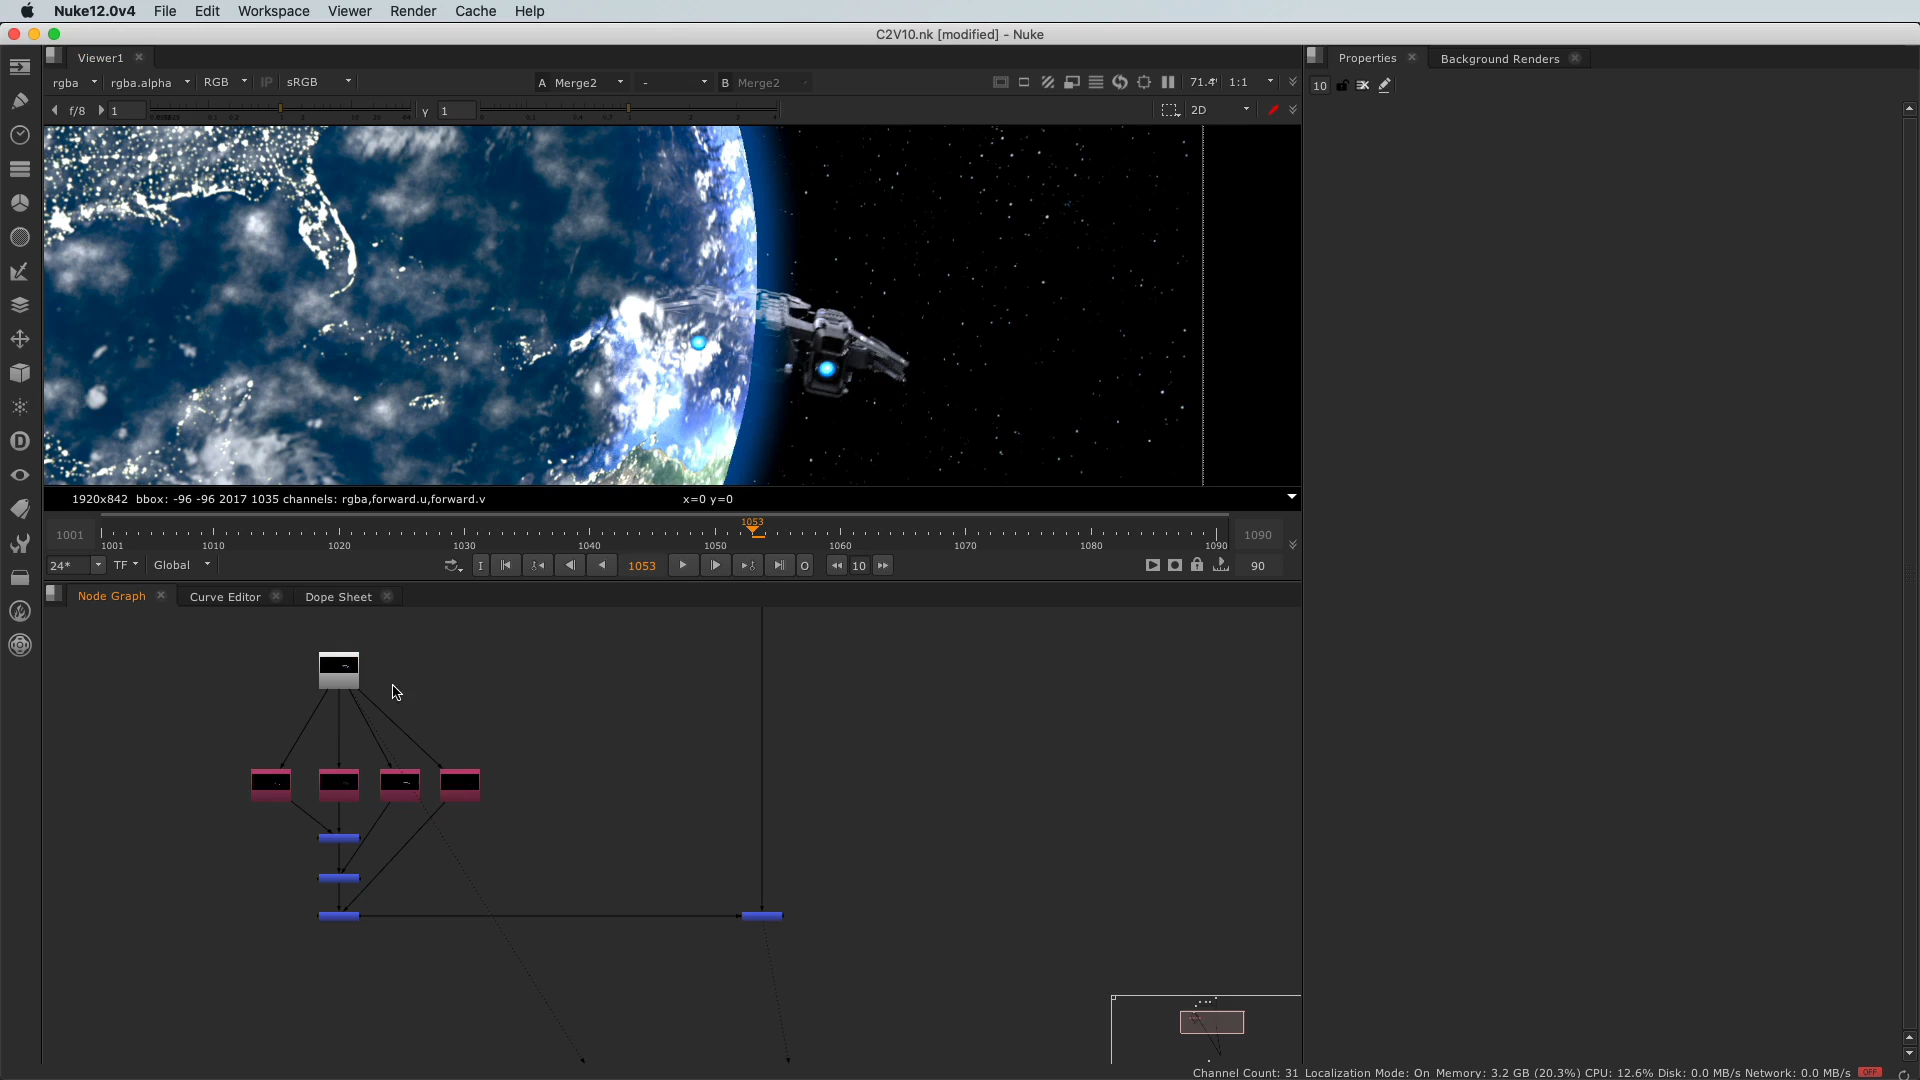 Nuke12.0v4 File Edit Workspace Viewer Render Cache Help
C2V10.nk [modified] - Nuke
Viewer1
Properties
Background Renders
rgba rgba.alpha RGB IP sRGB A Merge2 - B Merge2 71.4 1:1
10
f/8 1 γ 1 2D
1920x842 bbox: -96 -96 2017 1035 channels: rgba,forward.u,forward.v x=0 y=0
1053
1001 1090
1001 1010 1020 1030 1040 1050 1060 1070 1080 1090
24* TF Global I 1053 O 10 90
Node Graph Curve Editor Dope Sheet
D
Channel Count: 31 Localization Mode: On Memory: 3.2 GB (20.3%) CPU: 12.6% Disk: 0.0 MB/s Network: 0.0 MB/s OFF